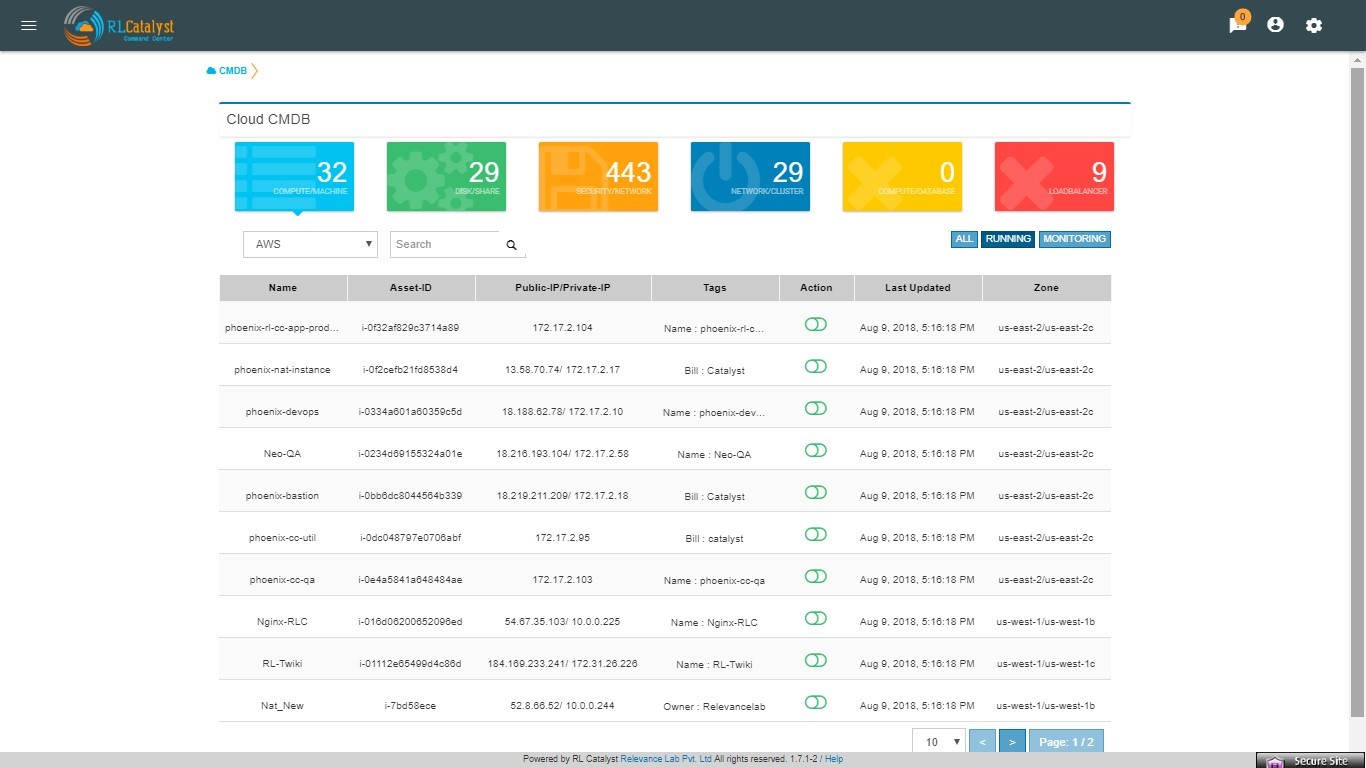 0
RLCatalyst
Command Center
CMDB
Cloud CMDB
32
COMPUTE/MACHINE
29
DISK/SHARE
443
SECURITY/NETWORK
29
NETWORK/CLUSTER
0
COMPUTE/DATABASE
9
LOADBALANCER
AWS Search ALL RUNNING MONITORING
Name Asset-ID Public-IP/Private-IP Tags Action Last Updated Zone
phoenix-rl-cc-app-prod... i-0f32af829c3714a89 172.17.2.104 Name : phoenix-rl-c... Aug 9, 2018, 5:16:18 PM us-east-2/us-east-2c
phoenix-nat-instance i-0f2cefb21fd8538d4 13.58.70.74/ 172.17.2.17 Bill : Catalyst Aug 9, 2018, 5:16:18 PM us-east-2/us-east-2c
phoenix-devops i-0334a601a60359c5d 18.188.62.78/ 172.17.2.10 Name : phoenix-dev... Aug 9, 2018, 5:16:18 PM us-east-2/us-east-2c
Neo-QA i-0234d69155324a01e 18.216.193.104/ 172.17.2.58 Name : Neo-QA Aug 9, 2018, 5:16:18 PM us-east-2/us-east-2c
phoenix-bastion i-0bb6dc8044564b339 18.219.211.209/ 172.17.2.18 Bill : Catalyst Aug 9, 2018, 5:16:18 PM us-east-2/us-east-2c
phoenix-cc-util i-0dc048797e0706abf 172.17.2.95 Bill : catalyst Aug 9, 2018, 5:16:18 PM us-east-2/us-east-2c
phoenix-cc-qa i-0e4a5841a648484ae 172.17.2.103 Name : phoenix-cc-qa Aug 9, 2018, 5:16:18 PM us-east-2/us-east-2c
Nginx-RLC i-016d06200652096ed 54.67.35.103/ 10.0.0.225 Name : Nginx-RLC Aug 9, 2018, 5:16:18 PM us-west-1/us-west-1b
RL-Twiki i-01112e65499d4c86d 184.169.233.241/ 172.31.26.226 Name : RL-Twiki Aug 9, 2018, 5:16:18 PM us-west-1/us-west-1c
Nat_New i-7bd58ece 52.8.66.52/ 10.0.0.244 Owner : Relevancelab Aug 9, 2018, 5:16:18 PM us-west-1/us-west-1b
10 < > Page: 1 / 2
Powered by RL Catalyst Relevance Lab Pvt. Ltd All rights reserved. 1.7.1-2 / Help
Secure Site